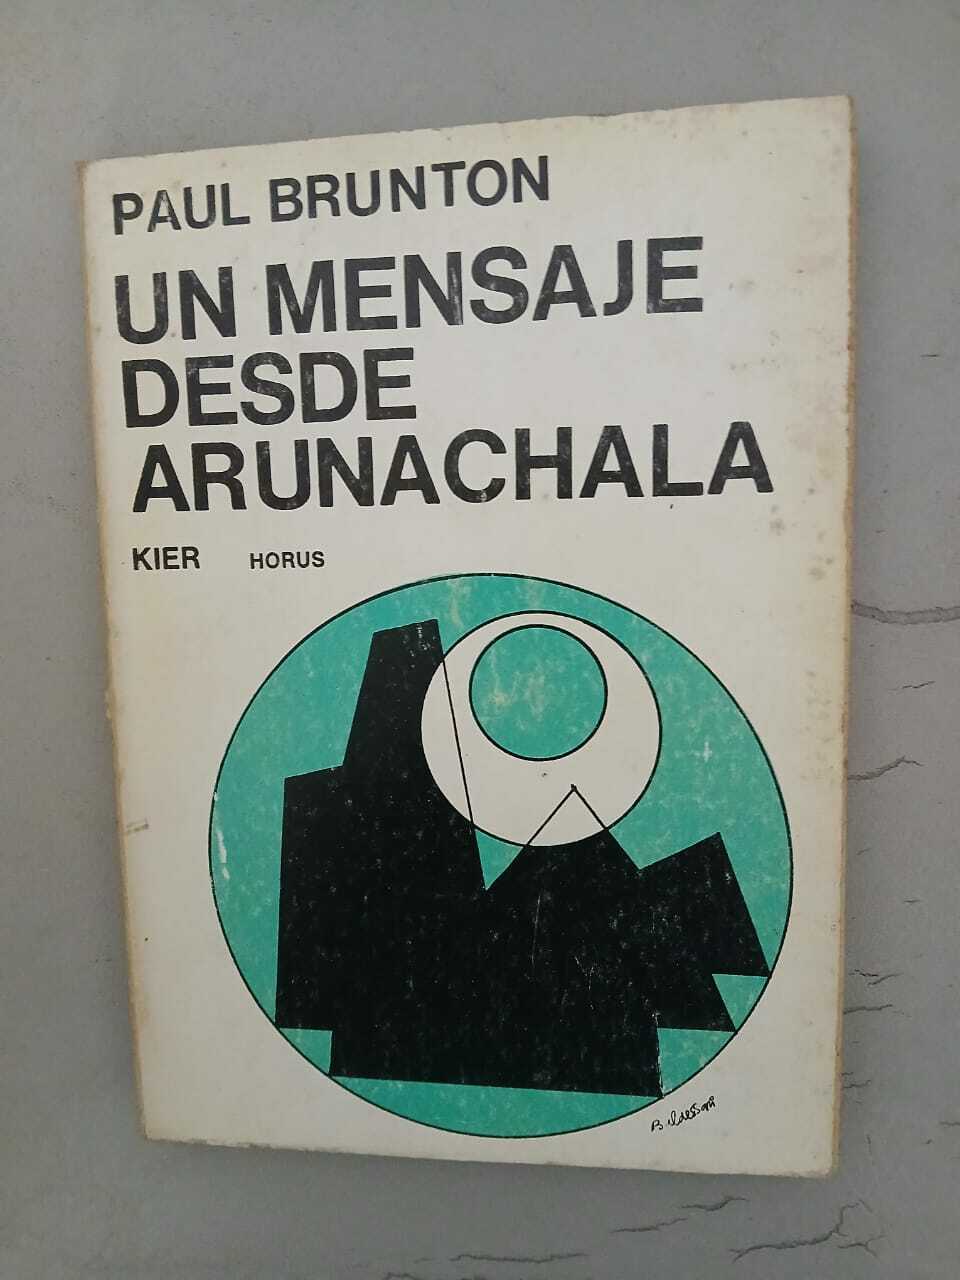 PAUL BRUNTON
UN MENSAJE
DESDE
ARUNACHALA
KIER HORUS